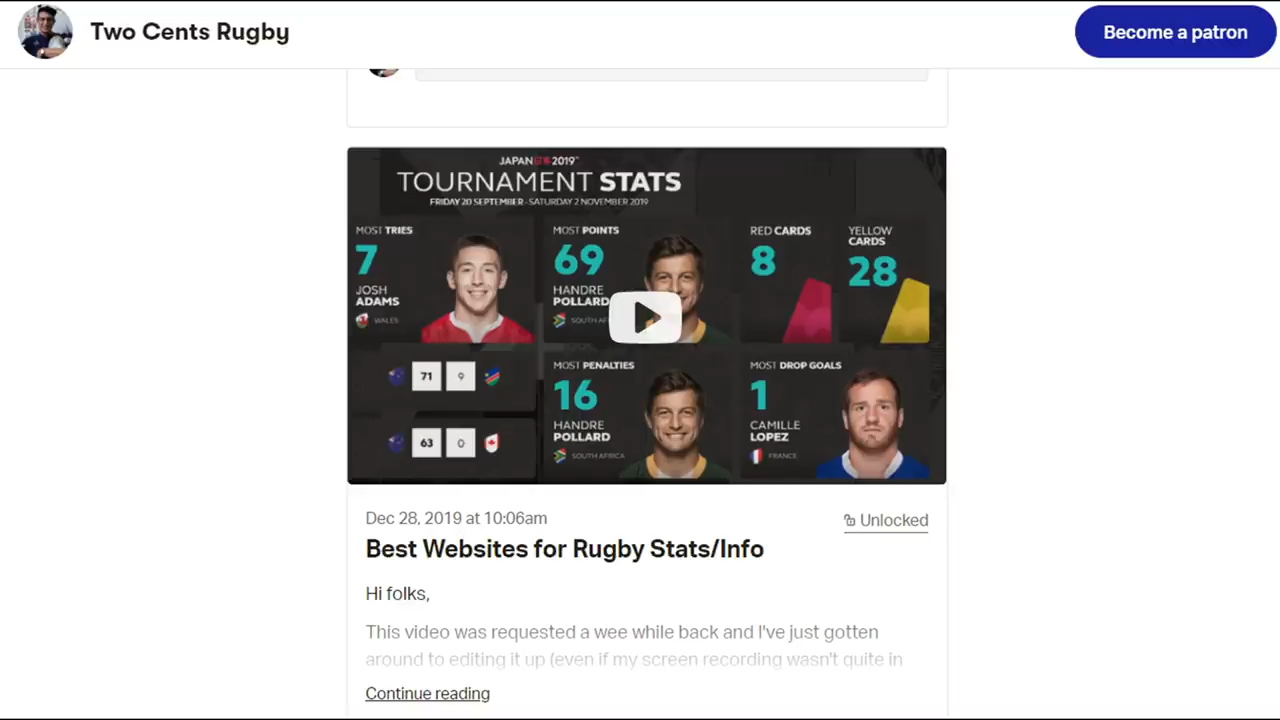 Two Cents Rugby
Become a patron
JAPAN 2019™
TOURNAMENT STATS
FRIDAY 20 SEPTEMBER - SATURDAY 2 NOVEMBER 2019
MOST TRIES
7
JOSH
ADAMS
WALES
MOST POINTS
69
HANDRE
POLLARD
SOUTH AF
RED CARDS
8
YELLOW
CARDS
28
71 9
63 0
MOST PENALTIES
16
HANDRE
POLLARD
SOUTH AFRICA
MOST DROP GOALS
1
CAMILLE
LOPEZ
FRANCE
Dec 28, 2019 at 10:06am
Unlocked
Best Websites for Rugby Stats/Info
Hi folks,
This video was requested a wee while back and I've just gotten
around to editing it up (even if my screen recording wasn't quite in
Continue reading